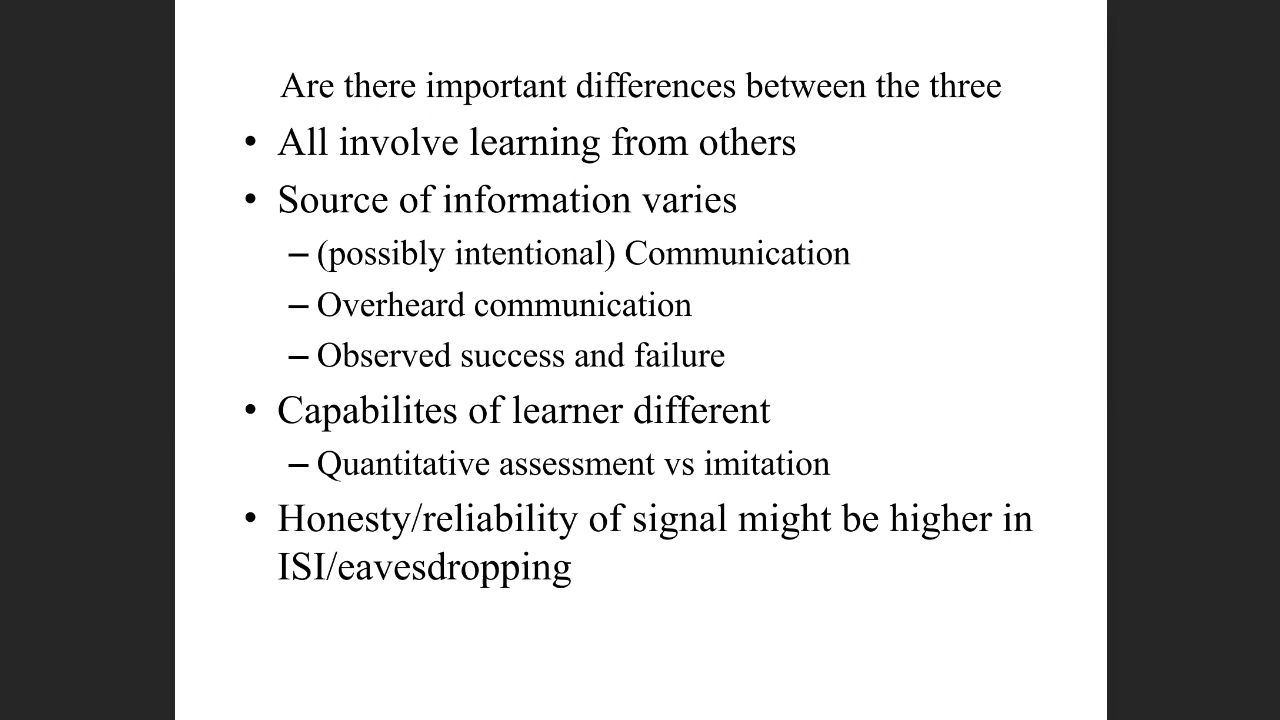 Are there important differences between the three
• All involve learning from others
• Source of information varies
– (possibly intentional) Communication
– Overheard communication
– Observed success and failure
• Capabilites of learner different
– Quantitative assessment vs imitation
• Honesty/reliability of signal might be higher in
ISI/eavesdropping